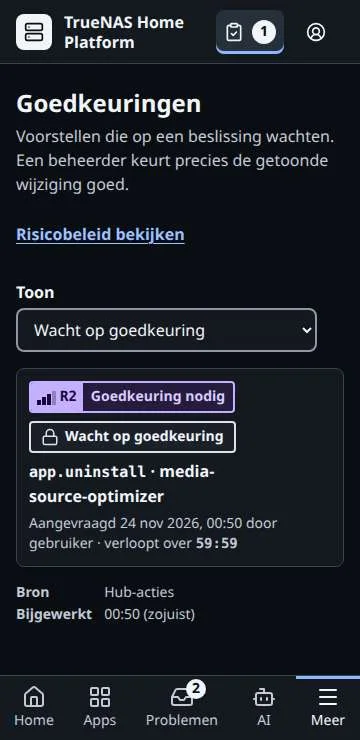 TrueNAS Home
Platform
1
Goedkeuringen
Voorstellen die op een beslissing wachten.
Een beheerder keurt precies de getoonde
wijziging goed.
Risicobeleid bekijken
Toon
Wacht op goedkeuring
R2 Goedkeuring nodig
Wacht op goedkeuring
app.uninstall · media-
source-optimizer
Aangevraagd 24 nov 2026, 00:50 door
gebruiker · verloopt over 59:59
Bron Hub-acties
Bijgewerkt 00:50 (zojuist)
2
Home Apps Problemen AI Meer